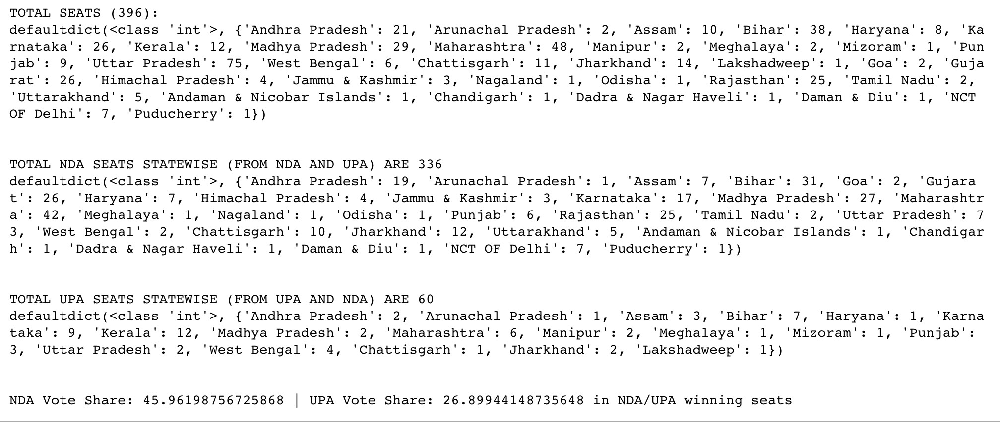 TOTAL SEATS (396):
defaultdict(<class 'int'>, {'Andhra Pradesh': 21, 'Arunachal Pradesh': 2, 'Assam': 10, 'Bihar': 38, 'Haryana': 8, 'Ka
rnataka': 26, 'Kerala': 12, 'Madhya Pradesh': 29, 'Maharashtra': 48, 'Manipur': 2, 'Meghalaya': 2, 'Mizoram': 1, 'Pun
jab': 9, 'Uttar Pradesh': 75, 'West Bengal': 6, 'Chattisgarh': 11, 'Jharkhand': 14, 'Lakshadweep': 1, 'Goa': 2, 'Guja
rat': 26, 'Himachal Pradesh': 4, 'Jammu & Kashmir': 3, 'Nagaland': 1, 'Odisha': 1, 'Rajasthan': 25, 'Tamil Nadu': 2,
'Uttarakhand': 5, 'Andaman & Nicobar Islands': 1, 'Chandigarh': 1, 'Dadra & Nagar Haveli': 1, 'Daman & Diu': 1, 'NCT
OF Delhi': 7, 'Puducherry': 1})
TOTAL NDA SEATS STATEWISE (FROM NDA AND UPA) ARE 336
defaultdict(<class 'int'>, {'Andhra Pradesh': 19, 'Arunachal Pradesh': 1, 'Assam': 7, 'Bihar': 31, 'Goa': 2, 'Gujara
t': 26, 'Haryana': 7, 'Himachal Pradesh': 4, 'Jammu & Kashmir': 3, 'Karnataka': 17, 'Madhya Pradesh': 27, 'Maharashtr
a': 42, 'Meghalaya': 1, 'Nagaland': 1, 'Odisha': 1, 'Punjab': 6, 'Rajasthan': 25, 'Tamil Nadu': 2, 'Uttar Pradesh': 7
3, 'West Bengal': 2, 'Chattisgarh': 10, 'Jharkhand': 12, 'Uttarakhand': 5, 'Andaman & Nicobar Islands': 1, 'Chandigar
h': 1, 'Dadra & Nagar Haveli': 1, 'Daman & Diu': 1, 'NCT OF Delhi': 7, 'Puducherry': 1})
TOTAL UPA SEATS STATEWISE (FROM UPA AND NDA) ARE 60
defaultdict(<class 'int'>, {'Andhra Pradesh': 2, 'Arunachal Pradesh': 1, 'Assam': 3, 'Bihar': 7, 'Haryana': 1, 'Karna
taka': 9, 'Kerala': 12, 'Madhya Pradesh': 2, 'Maharashtra': 6, 'Manipur': 2, 'Meghalaya': 1, 'Mizoram': 1, 'Punjab':
3, 'Uttar Pradesh': 2, 'West Bengal': 4, 'Chattisgarh': 1, 'Jharkhand': 2, 'Lakshadweep': 1})
NDA Vote Share: 45.96198756725868 | UPA Vote Share: 26.89944148735648 in NDA/UPA winning seats